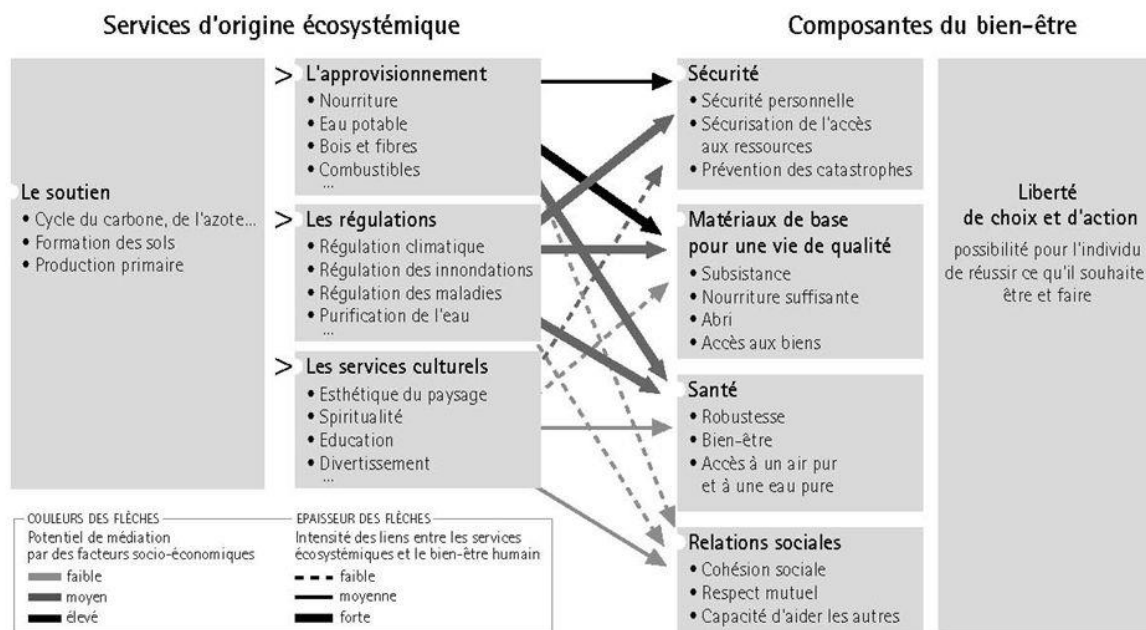 Services d'origine écosystémique
Composantes du bien-être
Le soutien
• Cycle du carbone, de l'azote...
• Formation des sols
• Production primaire
> L'approvisionnement
• Nourriture
• Eau potable
• Bois et fibres
• Combustibles
...
> Les régulations
• Régulation climatique
• Régulation des innondations
• Régulation des maladies
• Purification de l'eau
...
> Les services culturels
• Esthétique du paysage
• Spiritualité
• Education
• Divertissement
...
Sécurité
• Sécurité personnelle
• Sécurisation de l'accès
aux ressources
• Prévention des catastrophes
Matériaux de base
pour une vie de qualité
• Subsistance
• Nourriture suffisante
• Abri
• Accès aux biens
Santé
• Robustesse
• Bien-être
• Accès à un air pur
et à une eau pure
Relations sociales
• Cohésion sociale
• Respect mutuel
• Capacité d'aider les autres
Liberté
de choix et d'action
possibilité pour l'individu
de réussir ce qu'il souhaite
être et faire
COULEURS DES FLÈCHES
Potentiel de médiation
par des facteurs socio-économiques
faible
moyen
élevé
EPAISSEUR DES FLÈCHES
Intensité des liens entre les services
écosystémiques et le bien-être humain
faible
moyenne
forte